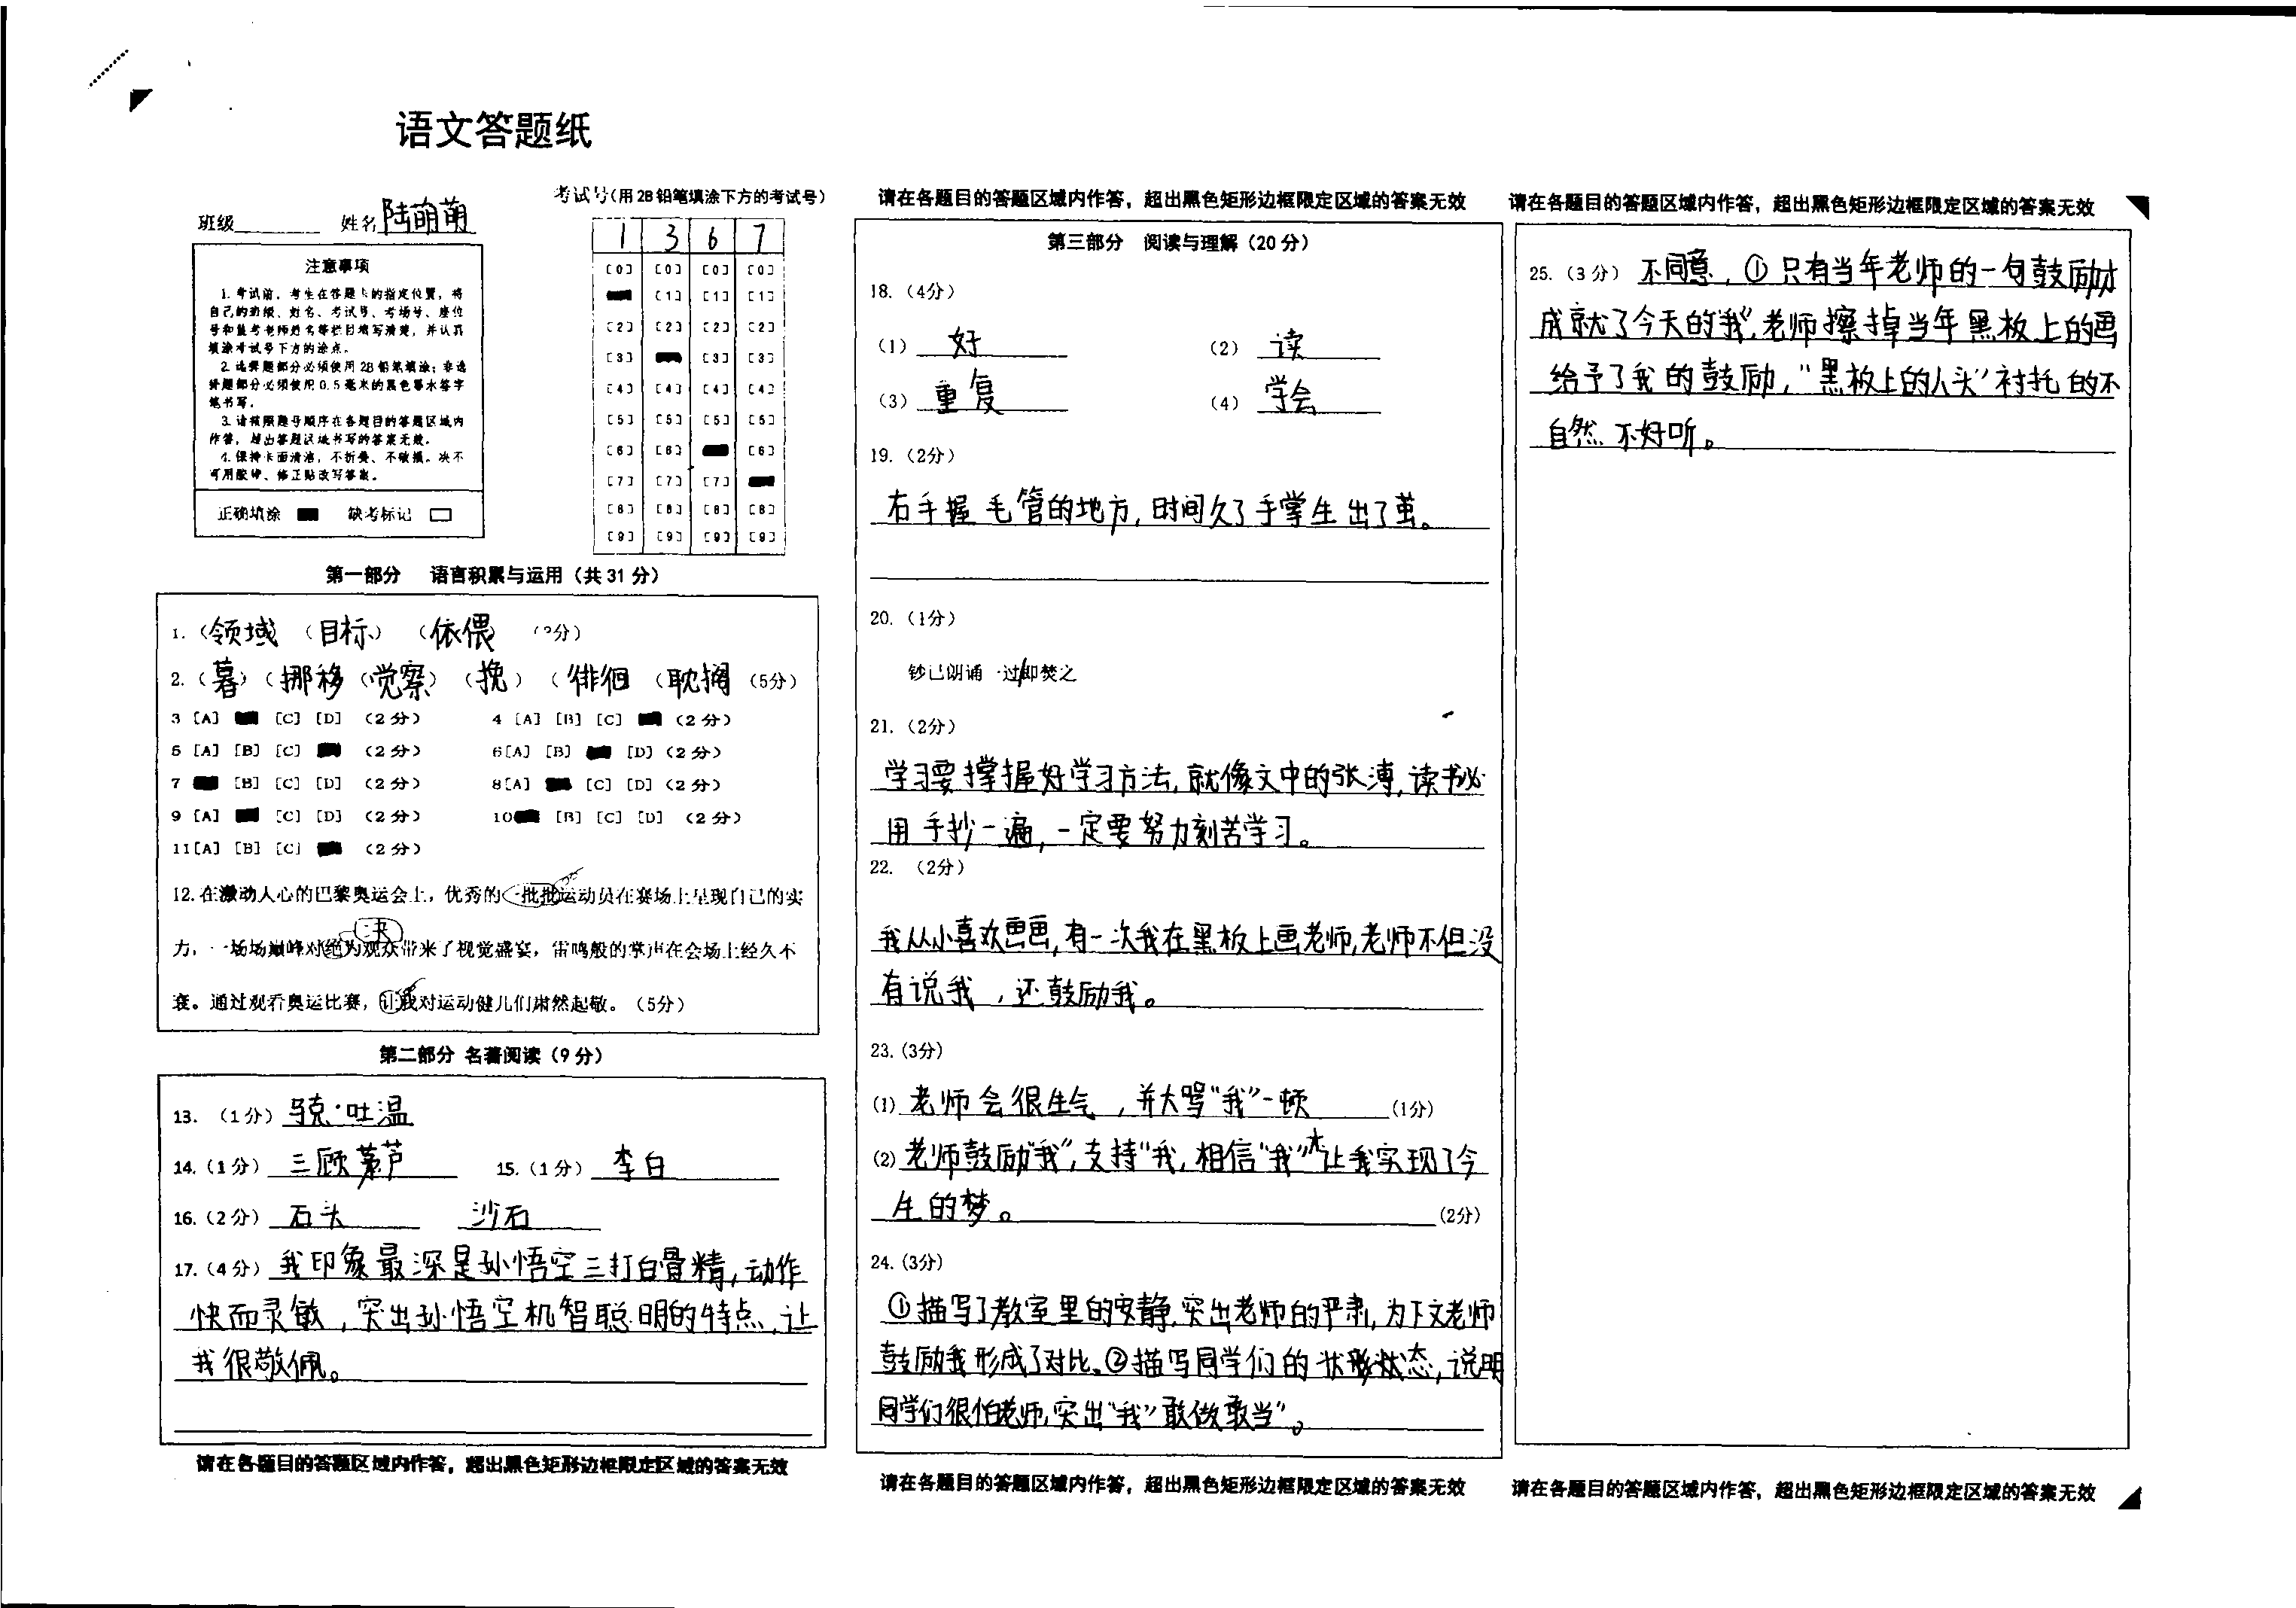 语文答题纸
班级 姓名 陆萌萌
注意事项
1.考试前，考生在答题卡的指定位置，将
自己的班级、姓名、考试号、考场号、座位
号和监考老师姓名等栏目填写清楚，并认真
填涂考试号下方的涂点。
2.选择题部分必须使用2B铅笔填涂；非选
择题部分必须使用0.5毫米的黑色墨水签字
笔书写。
3.请按照题号顺序在各题目的答题区域内
作答，超出答题区域书写的答案无效。
4.保持卡面清洁，不折叠、不破损。决不
可用胶带、修正贴改写答案。
正确填涂 缺考标记
考试号(用2B铅笔填涂下方的考试号)
1 3 6 7
[0] [0] [0] [0]
[1] [1] [1]
[2] [2] [2] [2]
[3] [3] [3]
[4] [4] [4] [4]
[5] [5] [5] [5]
[6] [6] [6]
[7] [7] [7]
[8] [8] [8] [8]
[9] [9] [9] [9]
第一部分 语言积累与运用（共31分）
1.（领域 （目标） （依偎 分）
2.（暮）（挪移（觉察）（挽）（徘徊 （耽搁（5分）
3 [A] [C] [D] （2分） 4 [A] [B] [C] （2分）
5 [A] [B] [C] （2分） 6[A] [B] [D]（2分）
7 [B] [C] [D] （2分） 8[A] [C] [D]（2分）
9 [A] [C] [D] （2分） 10 [B] [C] [D] （2分）
11[A] [B] [C] （2分）
12.在激动人心的巴黎奥运会上，优秀的一批批运动员在赛场上呈现自己的实
决
力，一场场巅峰对绝为观众带来了视觉盛宴，雷鸣般的掌声在会场上经久不
衰。通过观看奥运比赛，让我对运动健儿们肃然起敬。（5分）
第二部分 名著阅读（9分）
13.（1分）马克·吐温
14.（1分） 三顾茅芦 15.（1分） 李白
16.（2分） 石头 沙石
17.（4分）我印象最深是孙悟空三打白骨精，动作
快而灵敏，突出孙悟空机智聪明的特点，让
我很敬佩。
请在各题目的答题区域内作答，超出黑色矩形边框限定区域的答案无效
请在各题目的答题区域内作答，超出黑色矩形边框限定区域的答案无效
第三部分 阅读与理解（20分）
18.（4分）
（1） 好 （2） 读
（3） 重复 （4） 学会
19.（2分）
右手握毛管的地方，时间久了手掌生出了茧。
20.（1分）
钞已朗诵一过/即焚之
21.（2分）
学习要掌握好学习方法，就像文中的张溥，读书必
用手抄一遍，一定要努力刻苦学习。
22.（2分）
我从小喜欢画画，有一次我在黑板上画老师，老师不但没
有说我，还鼓励我。
23.(3分)
(1)老师会很生气，并大骂“我”一顿 (1分)
(2)老师鼓励“我”，支持“我，相信“我”让我实现了今
生的梦。 (2分)
24.(3分)
①描写了教室里的安静，突出老师的严肃，为下文老师
鼓励我形成了对比。②描写同学们的状态，说明
同学们很怕老师，突出“我”敢做敢当”。
请在各题目的答题区域内作答，超出黑色矩形边框限定区域的答案无效
请在各题目的答题区域内作答，超出黑色矩形边框限定区域的答案无效
25.（3分）不同意，①只有当年老师的一句鼓励才
成就了今天的“我”，老师擦掉当年黑板上的画
给予了我的鼓励，“黑板上的人头”衬托的不
自然不好听。
请在各题目的答题区域内作答，超出黑色矩形边框限定区域的答案无效